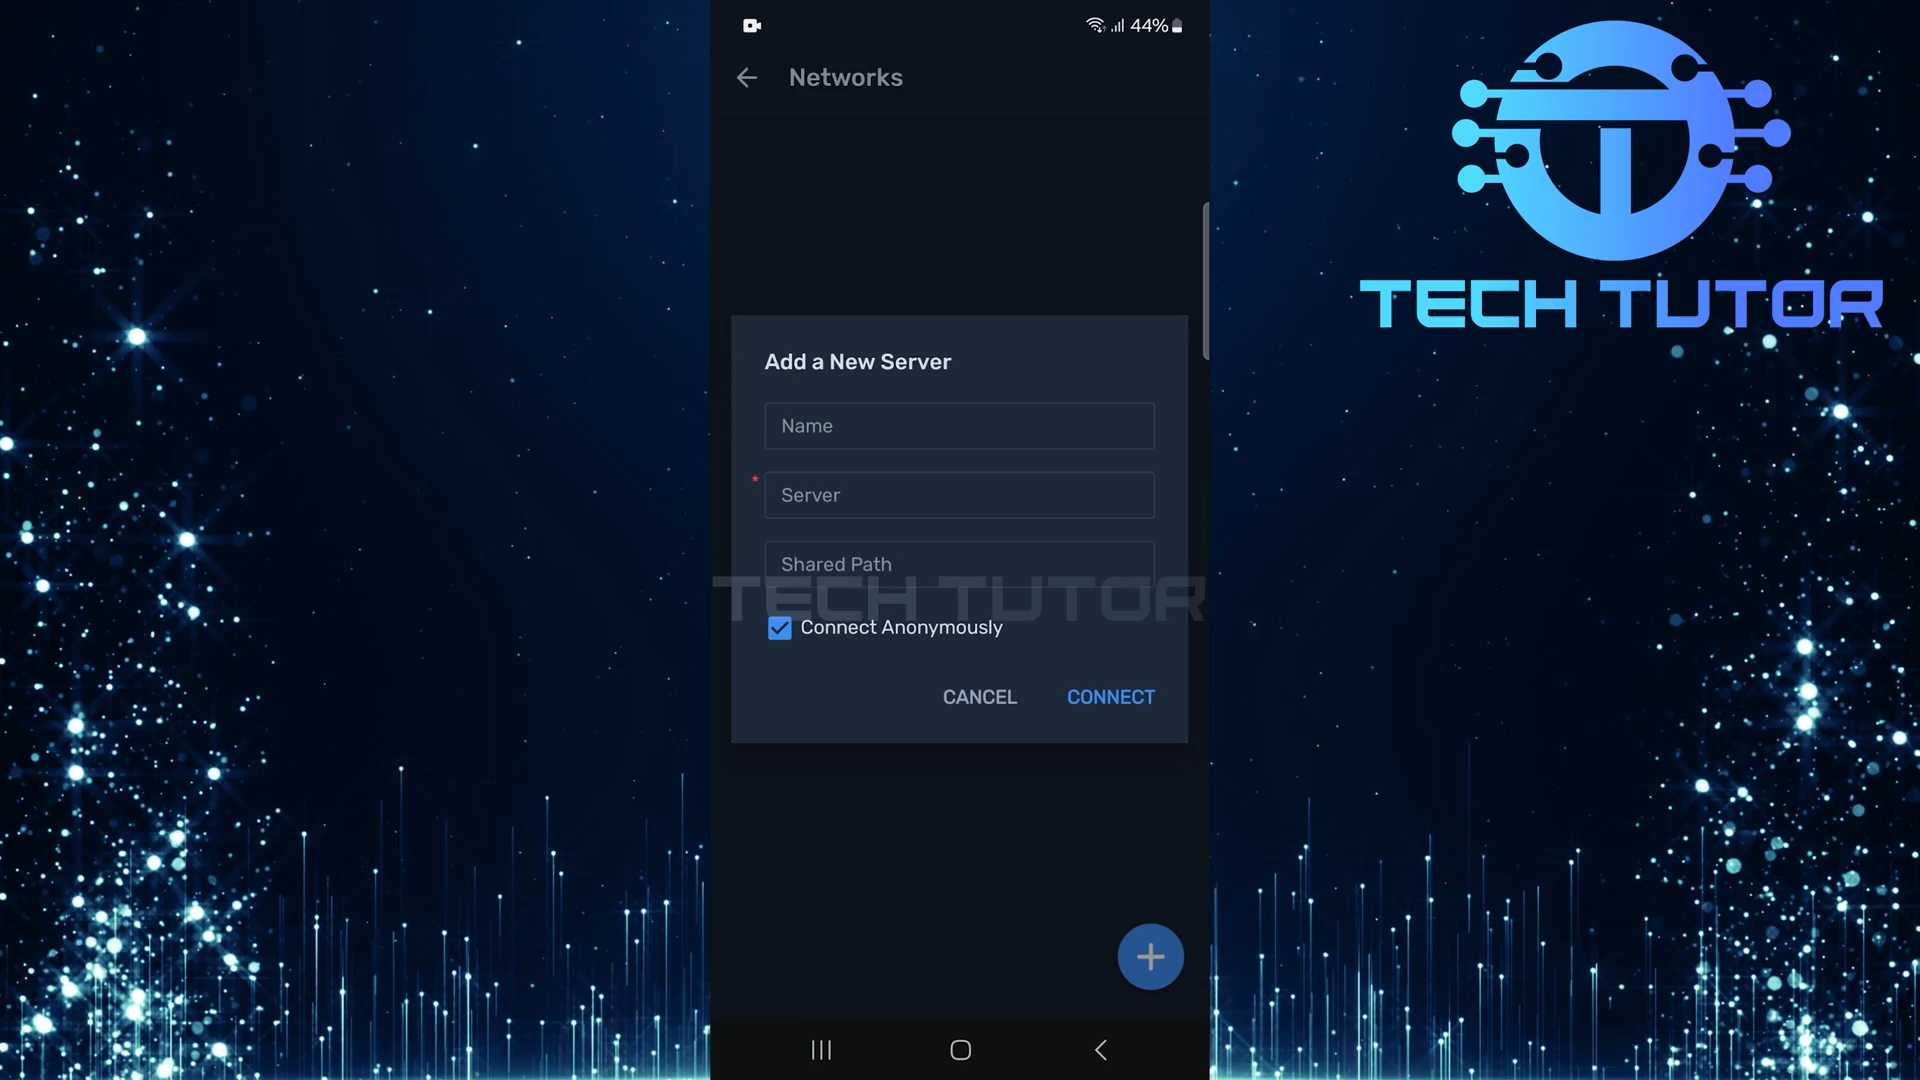 44%
Networks
TECH TUTOR
Add a New Server
Name
* Server
Shared Path
TECH TUTOR
Connect Anonymously
CANCEL CONNECT